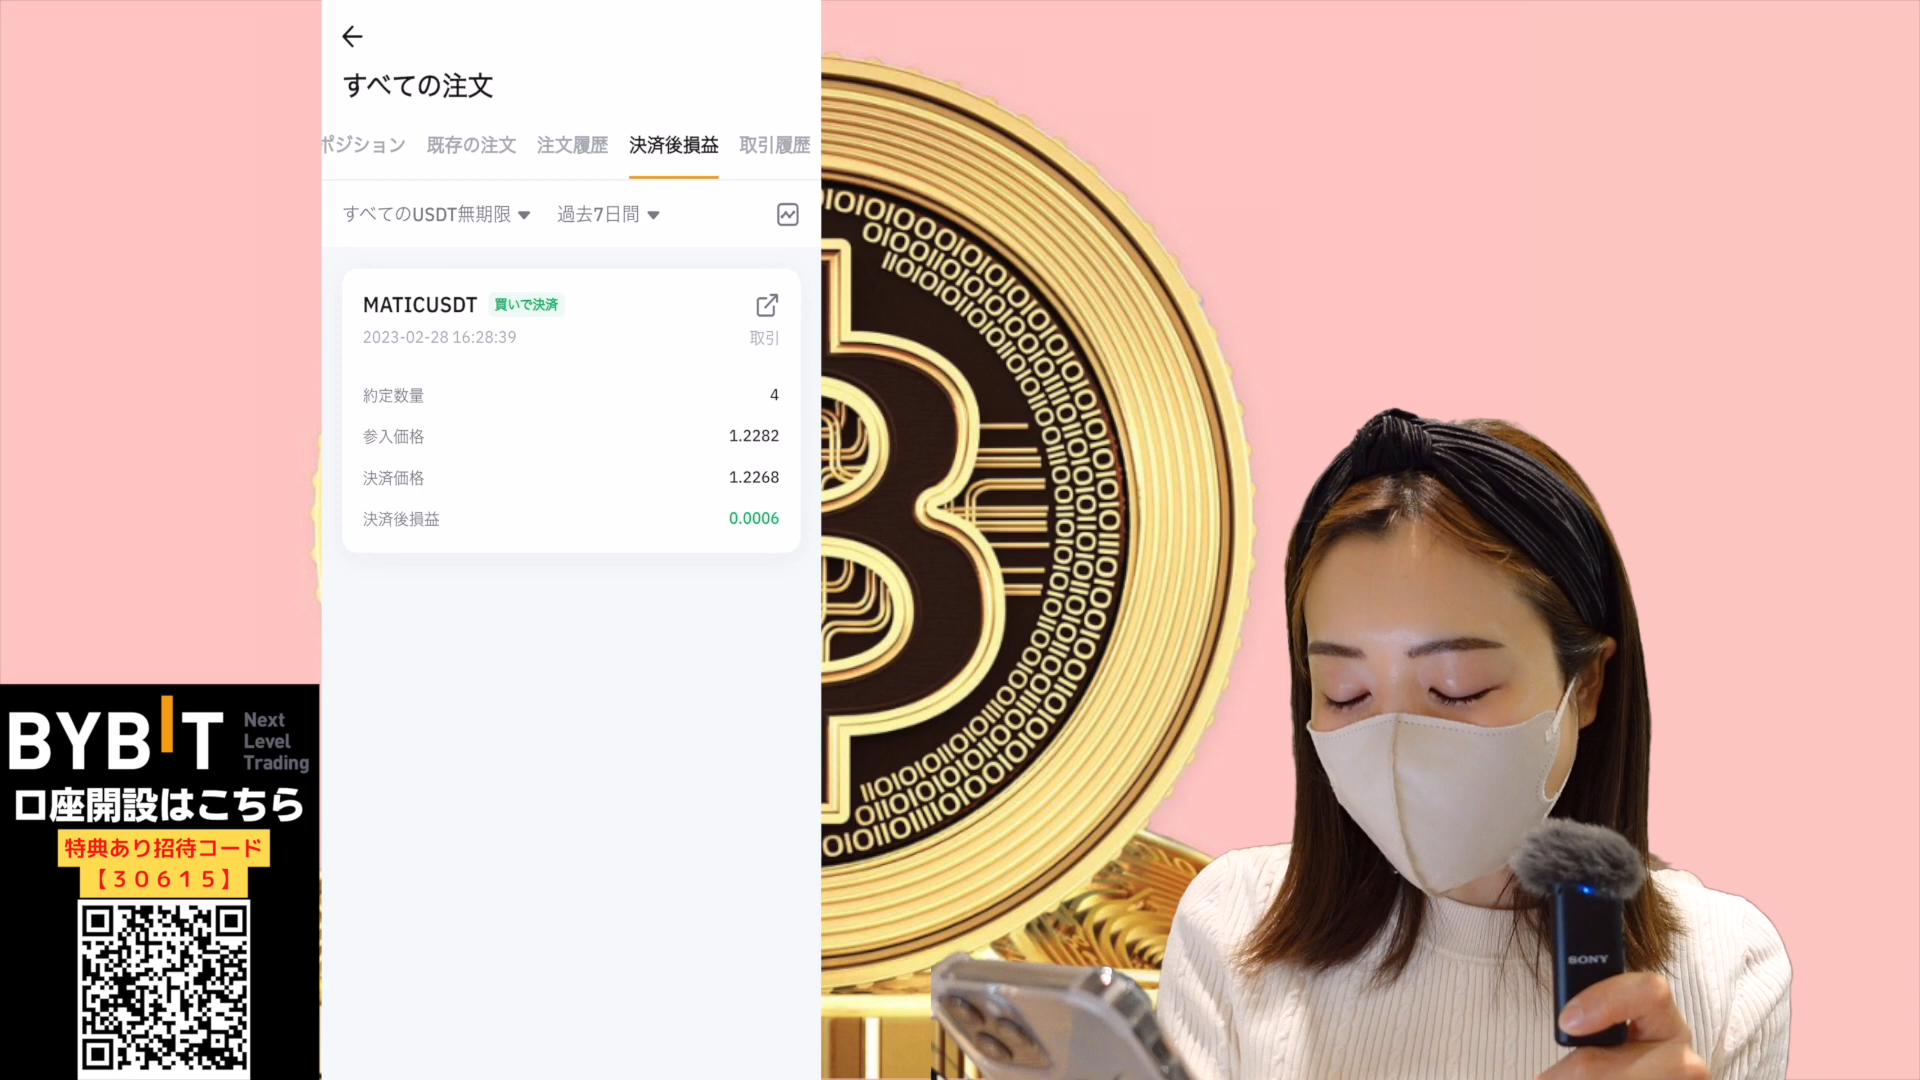 すべての注文
ポジション 既存の注文 注文履歴 決済後損益 取引履歴
すべてのUSDT無期限 過去7日間
MATICUSDT 買いで決済
2023-02-28 16:28:39 取引
約定数量 4
参入価格 1.2282
決済価格 1.2268
決済後損益 0.0006
BYBIT Next Level Trading
口座開設はこちら
特典あり招待コード
【30615】
SONY